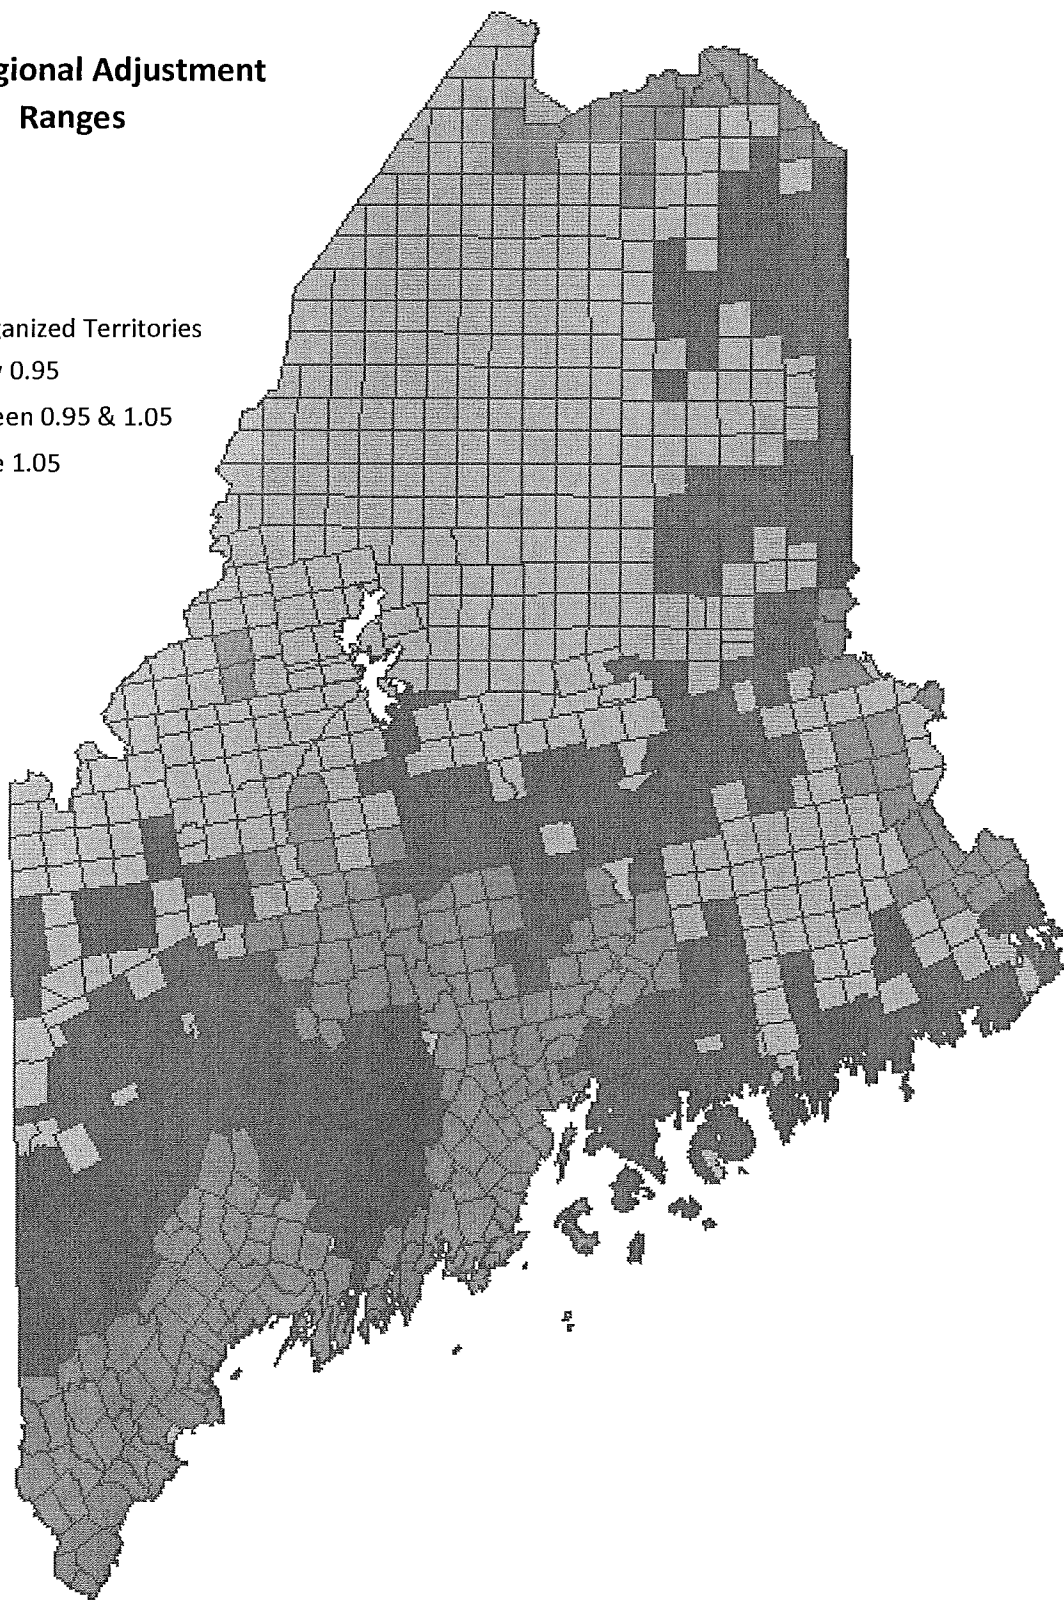 gional Adjustment
Ranges
ganized Territories
0.95
een 0.95 & 1.05
e 1.05